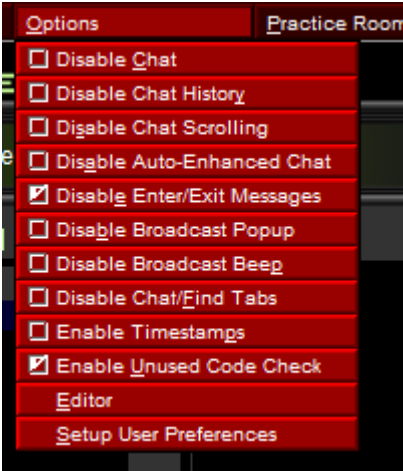 Options
Practice Room
Disable Chat
Disable Chat History
Disable Chat Scrolling
Disable Auto-Enhanced Chat
Disable Enter/Exit Messages
Disable Broadcast Popup
Disable Broadcast Beep
Disable Chat/Find Tabs
Enable Timestamps
Enable Unused Code Check
Editor
Setup User Preferences